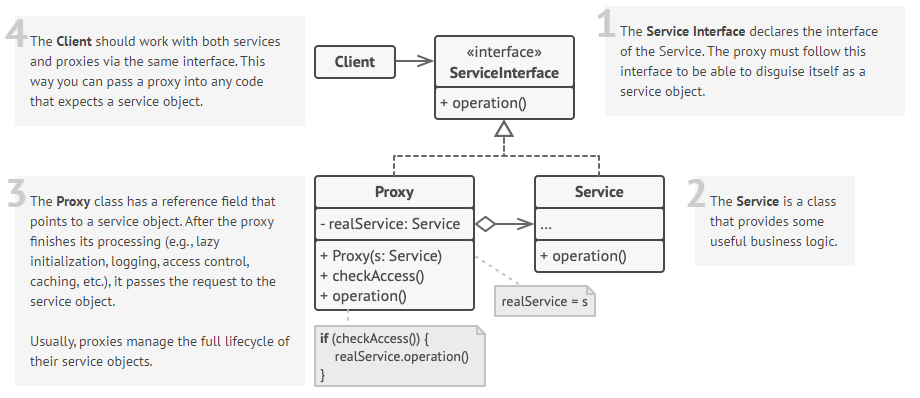 4
The Client should work with both services
and proxies via the same interface. This
way you can pass a proxy into any code
that expects a service object.
Client
«interface»
ServiceInterface
+ operation()
1
The Service Interface declares the interface
of the Service. The proxy must follow this
interface to be able to disguise itself as a
service object.
3
The Proxy class has a reference field that
points to a service object. After the proxy
finishes its processing (e.g., lazy
initialization, logging, access control,
caching, etc.), it passes the request to the
service object.
Usually, proxies manage the full lifecycle of
their service objects.
Proxy
- realService: Service
+ Proxy(s: Service)
+ checkAccess()
+ operation()
Service
...
+ operation()
2
The Service is a class
that provides some
useful business logic.
realService = s
if (checkAccess()) {
realService.operation()
}